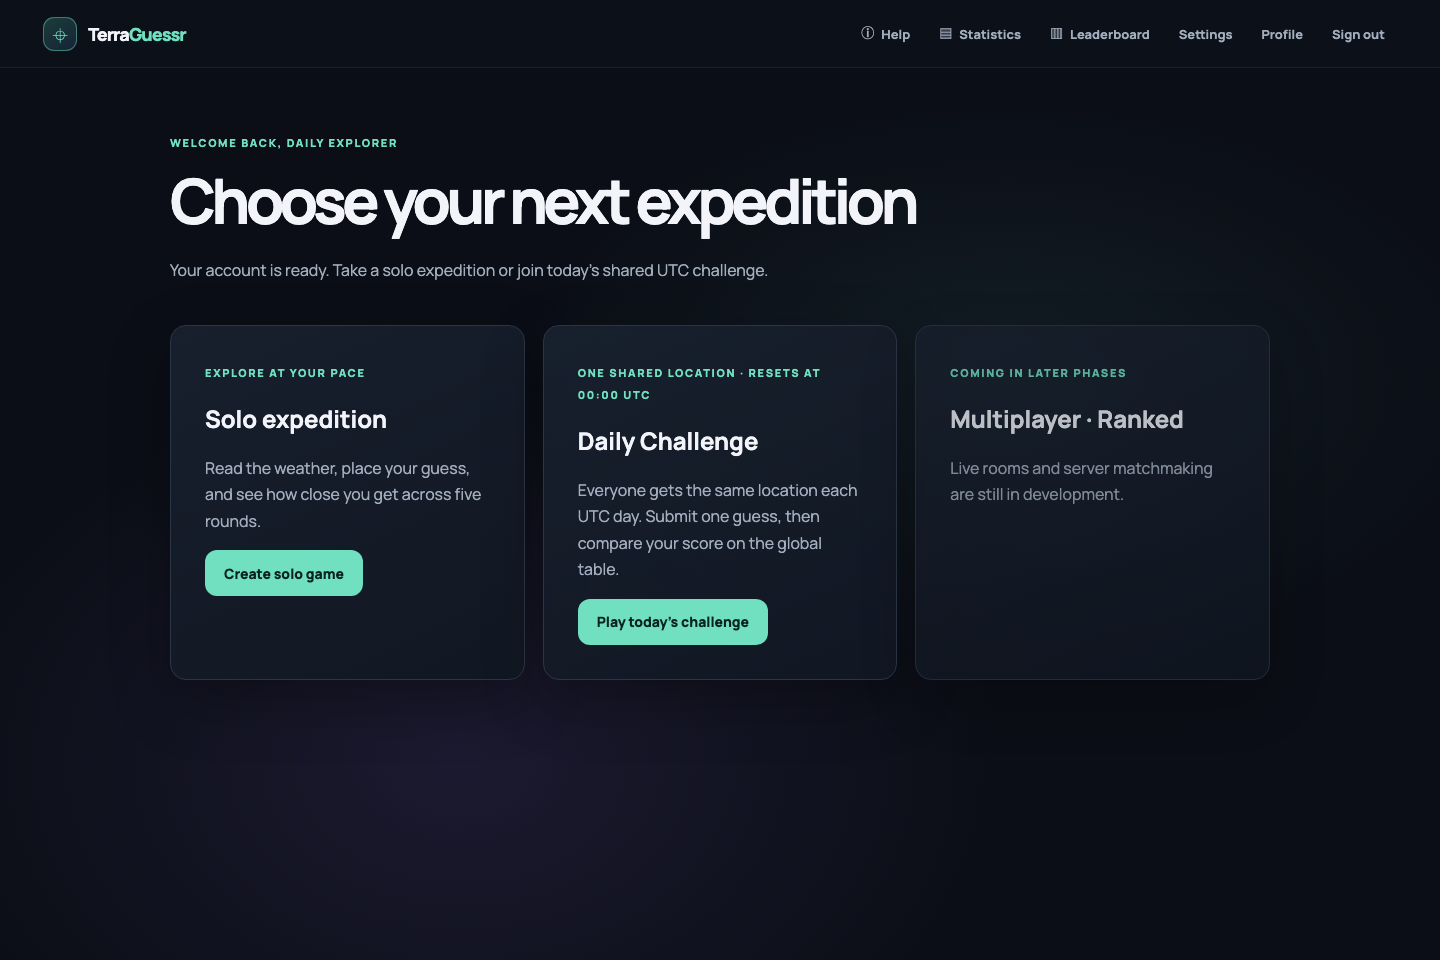 TerraGuessr
Help
Statistics
Leaderboard
Settings
Profile
Sign out
WELCOME BACK, DAILY EXPLORER
Choose your next expedition
Your account is ready. Take a solo expedition or join today's shared UTC challenge.
EXPLORE AT YOUR PACE
Solo expedition
Read the weather, place your guess,
and see how close you get across five
rounds.
Create solo game
ONE SHARED LOCATION · RESETS AT
00:00 UTC
Daily Challenge
Everyone gets the same location each
UTC day. Submit one guess, then
compare your score on the global
table.
Play today's challenge
COMING IN LATER PHASES
Multiplayer · Ranked
Live rooms and server matchmaking
are still in development.